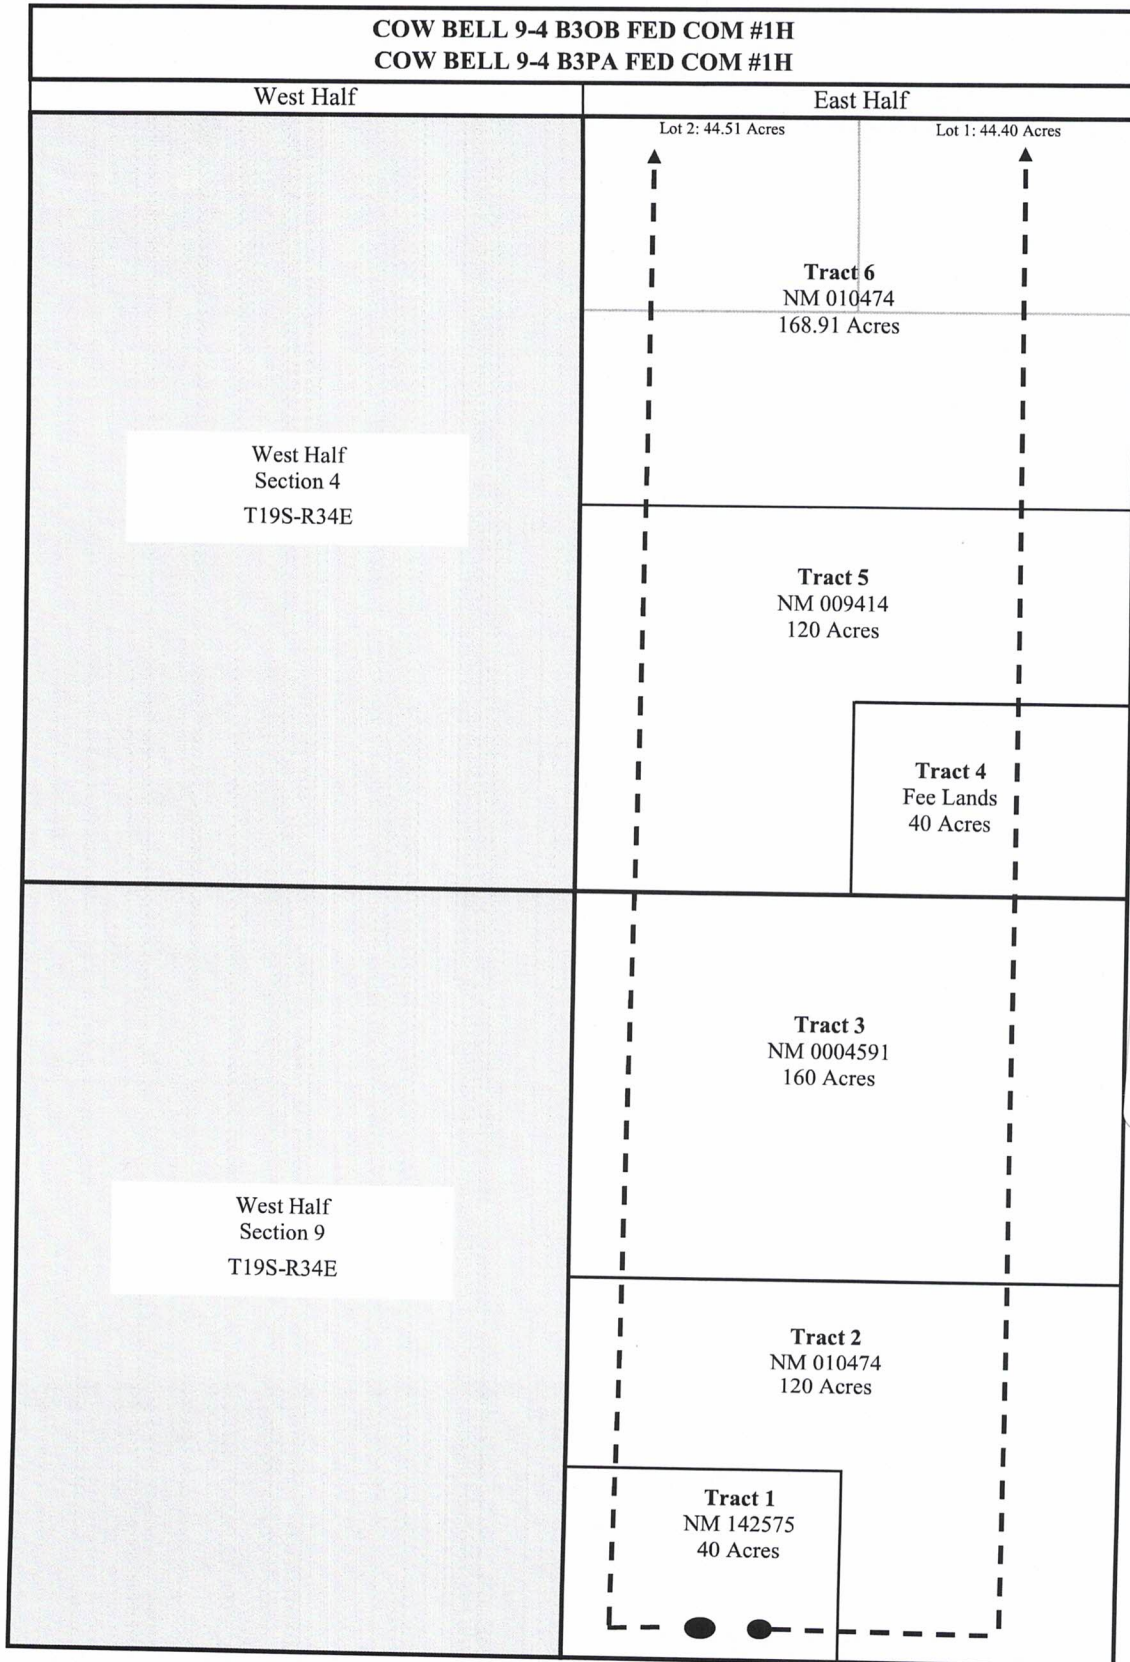 COW BELL 9-4 B3OB FED COM #1H
COW BELL 9-4 B3PA FED COM #1H
West Half
East Half
Lot 2: 44.51 Acres
Lot 1: 44.40 Acres
Tract 6
NM 010474
168.91 Acres
West Half
Section 4
T19S-R34E
Tract 5
NM 009414
120 Acres
Tract 4
Fee Lands
40 Acres
Tract 3
NM 0004591
160 Acres
West Half
Section 9
T19S-R34E
Tract 2
NM 010474
120 Acres
Tract 1
NM 142575
40 Acres